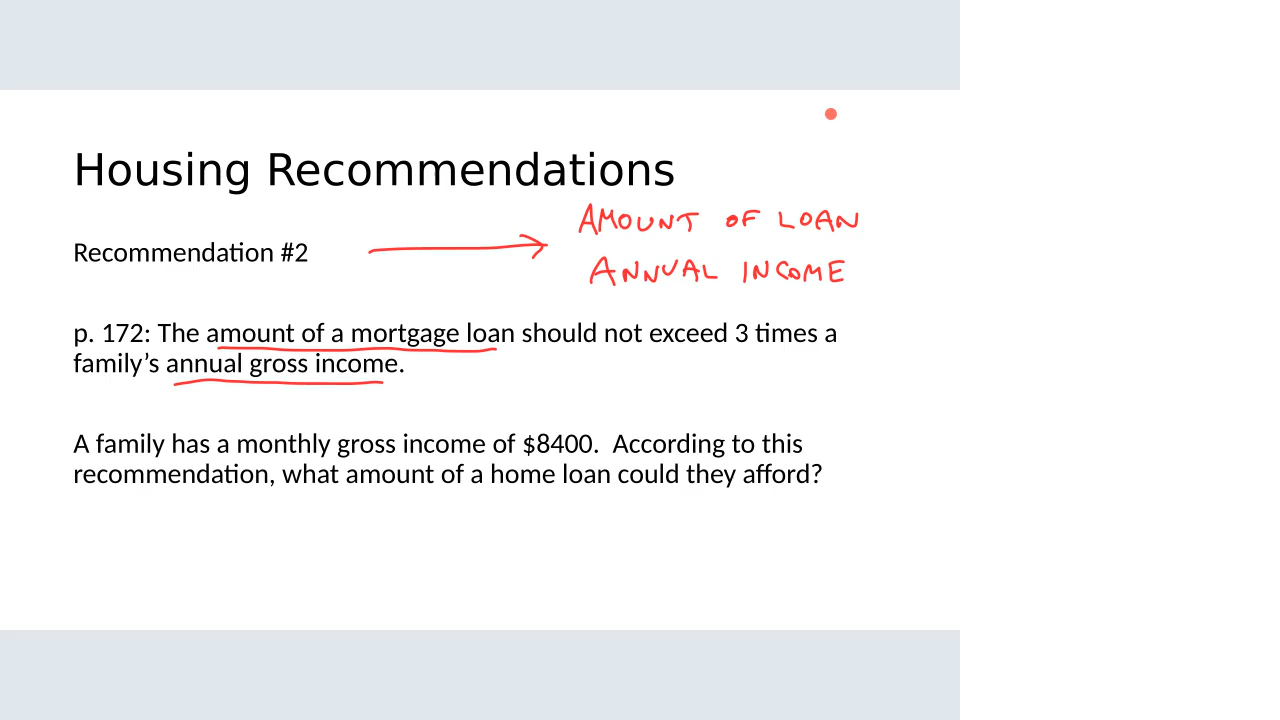 Housing Recommendations
AMOUNT OF LOAN
Recommendation #2
ANNUAL INCOME
p. 172: The amount of a mortgage loan should not exceed 3 times a
family’s annual gross income.
A family has a monthly gross income of $8400.  According to this
recommendation, what amount of a home loan could they afford?